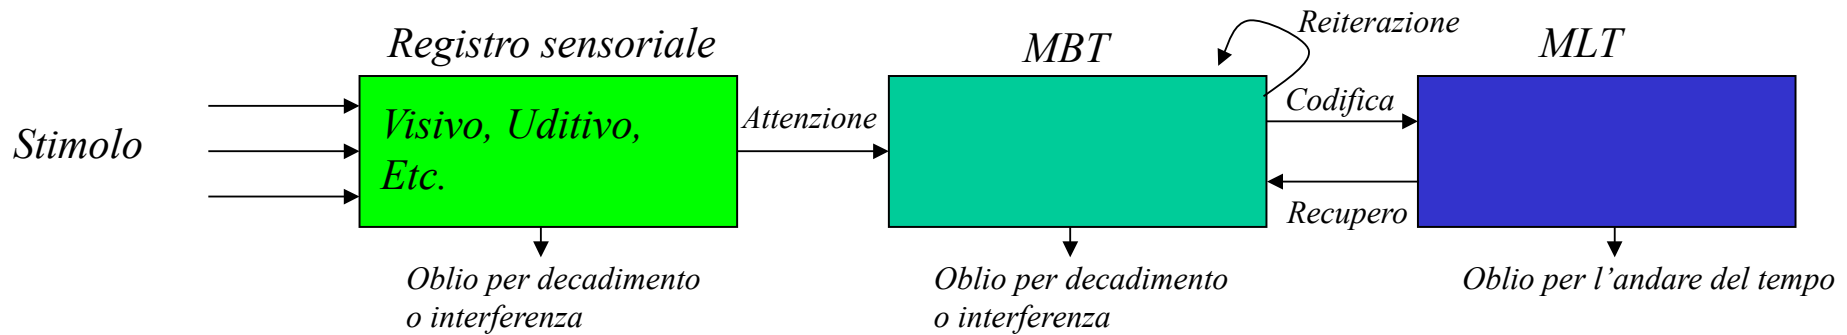 Stimolo
Registro sensoriale
Visivo, Uditivo,
Etc.
Attenzione
MBT
Reiterazione
Codifica
Recupero
MLT
Oblio per decadimento
o interferenza
Oblio per decadimento
o interferenza
Oblio per l'andare del tempo